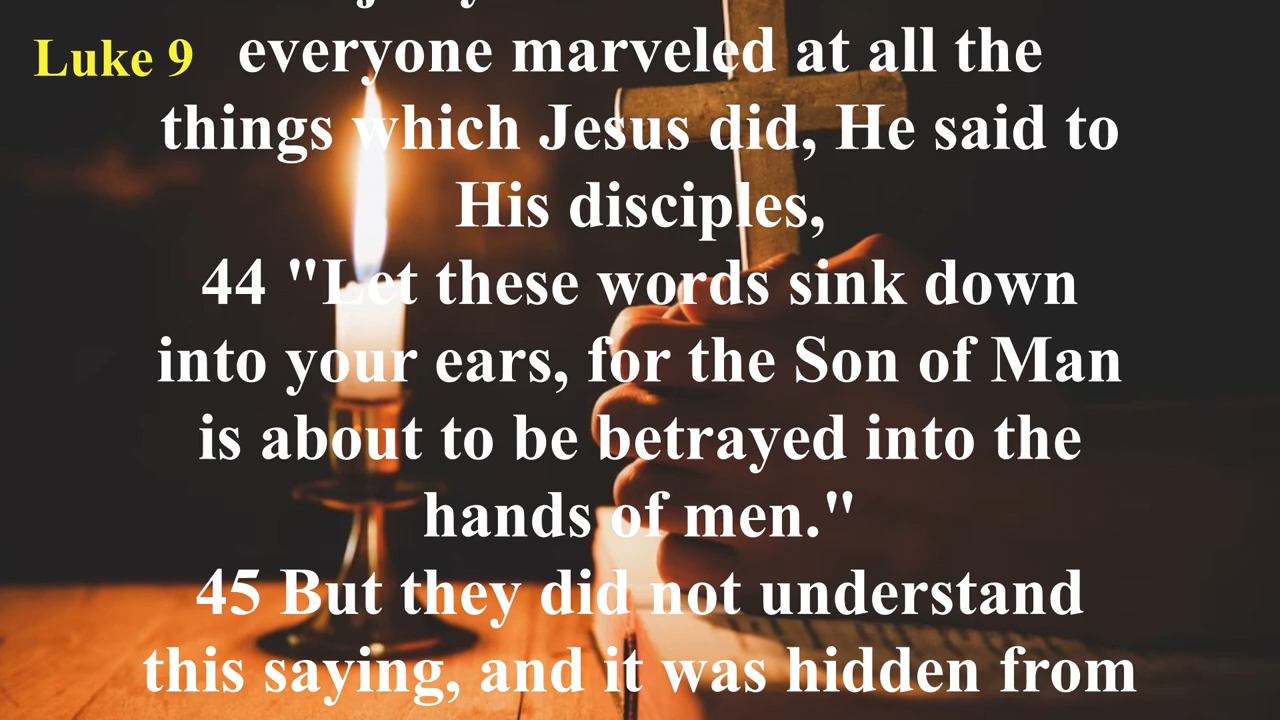 Luke 9
everyone marveled at all the
things which Jesus did, He said to
His disciples,
44 "Let these words sink down
into your ears, for the Son of Man
is about to be betrayed into the
hands of men."
45 But they did not understand
this saying, and it was hidden from